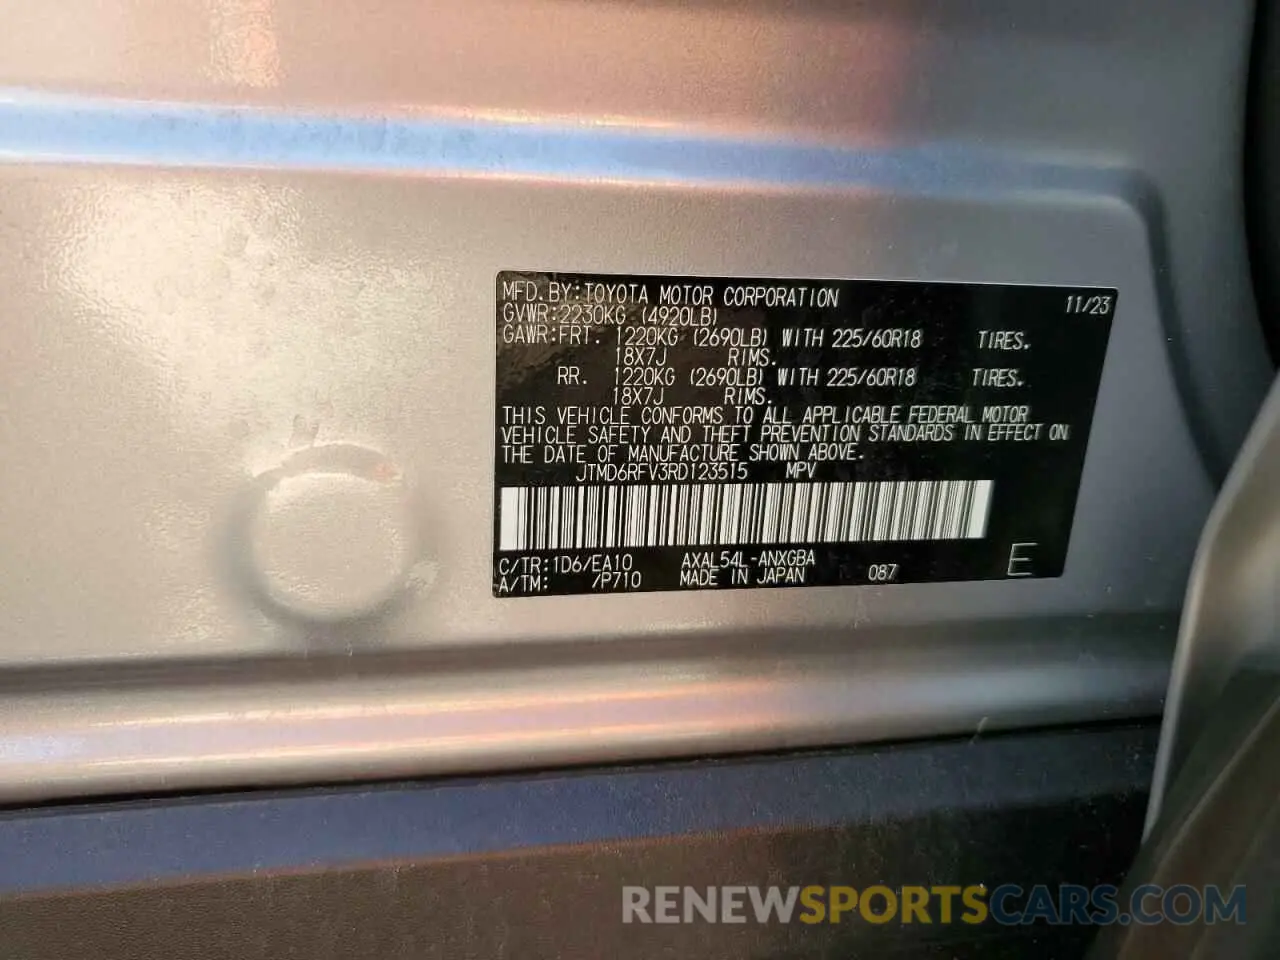 MFD. BY: TOYOTA MOTOR CORPORATION 11/23
GVWR: 2230KG (4920LB)
GAWR: FRT. 1220KG (2690LB) WITH 225/60R18 TIRES.
18X7J RIMS.
RR. 1220KG (2690LB) WITH 225/60R18 TIRES.
18X7J RIMS.
THIS VEHICLE CONFORMS TO ALL APPLICABLE FEDERAL MOTOR
VEHICLE SAFETY AND THEFT PREVENTION STANDARDS IN EFFECT ON
THE DATE OF MANUFACTURE SHOWN ABOVE.
JTMD6RFV3RD123515 MPV
C/TR: 1D6/EA10 AXAL54L-ANXGBA
A/TM: /P710 MADE IN JAPAN 087 E
RENEWSPORTSCARS.COM